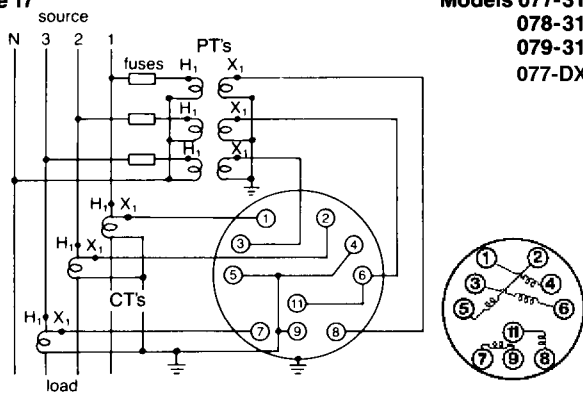 e 17
Models 077-31
078-31
079-31
077-DX
source
N 3 2 1
PT's
fuses H₁ X₁
H₁ X₁
H₁ X₁
H₁ X₁
H₁ X₁
H₁ X₁
CT's
1 2
3 4
5 6
11
7 9 8
load
1 2
3 4
5 6
11
7 9 8